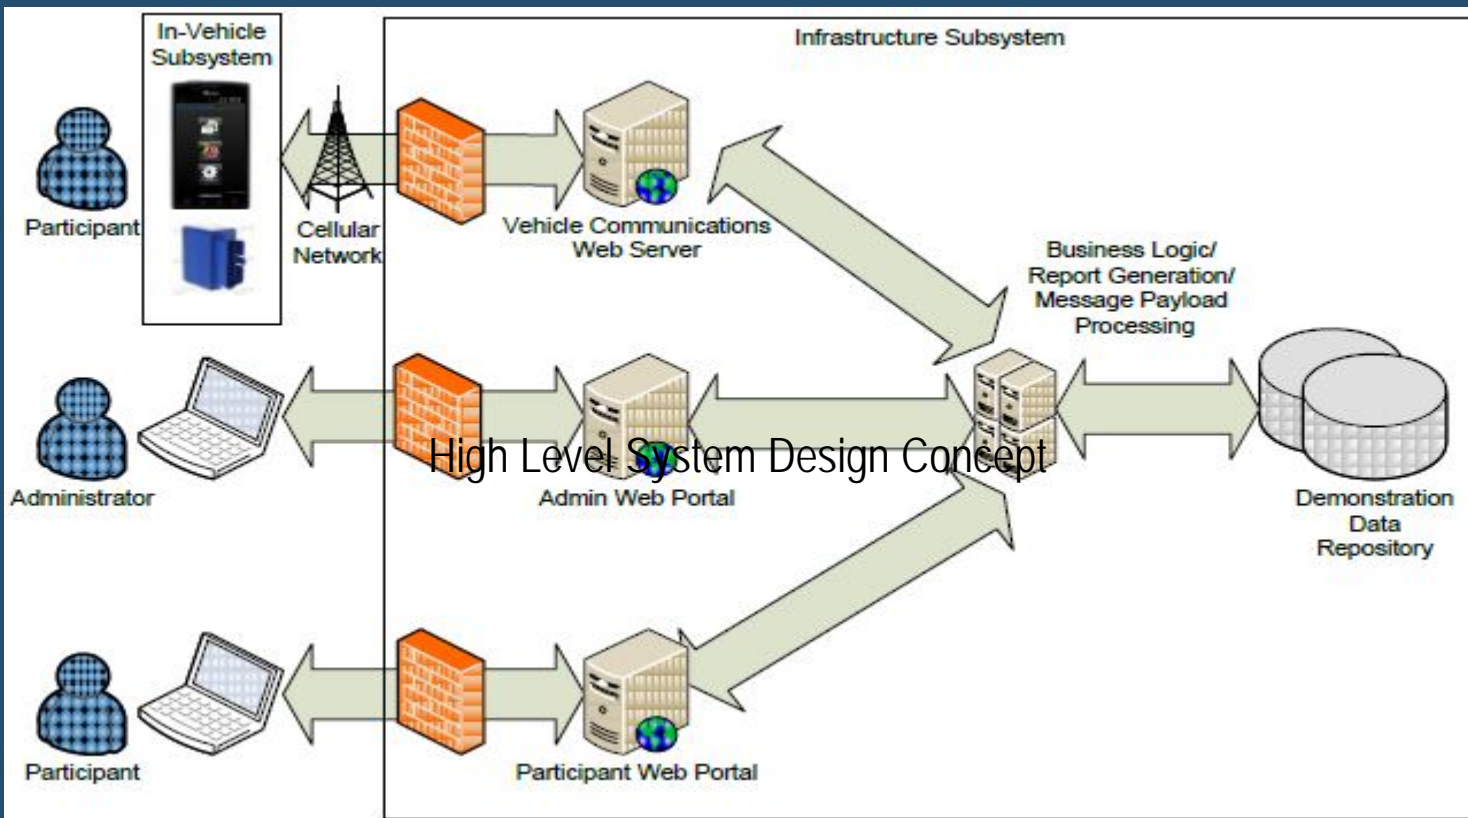 In-Vehicle
Subsystem
Infrastructure Subsystem
Participant
Cellular
Network
Vehicle Communications
Web Server
Business Logic/
Report Generation/
Message Payload
Processing
High Level System Design Concept
Administrator
Admin Web Portal
Demonstration
Data
Repository
Participant
Participant Web Portal